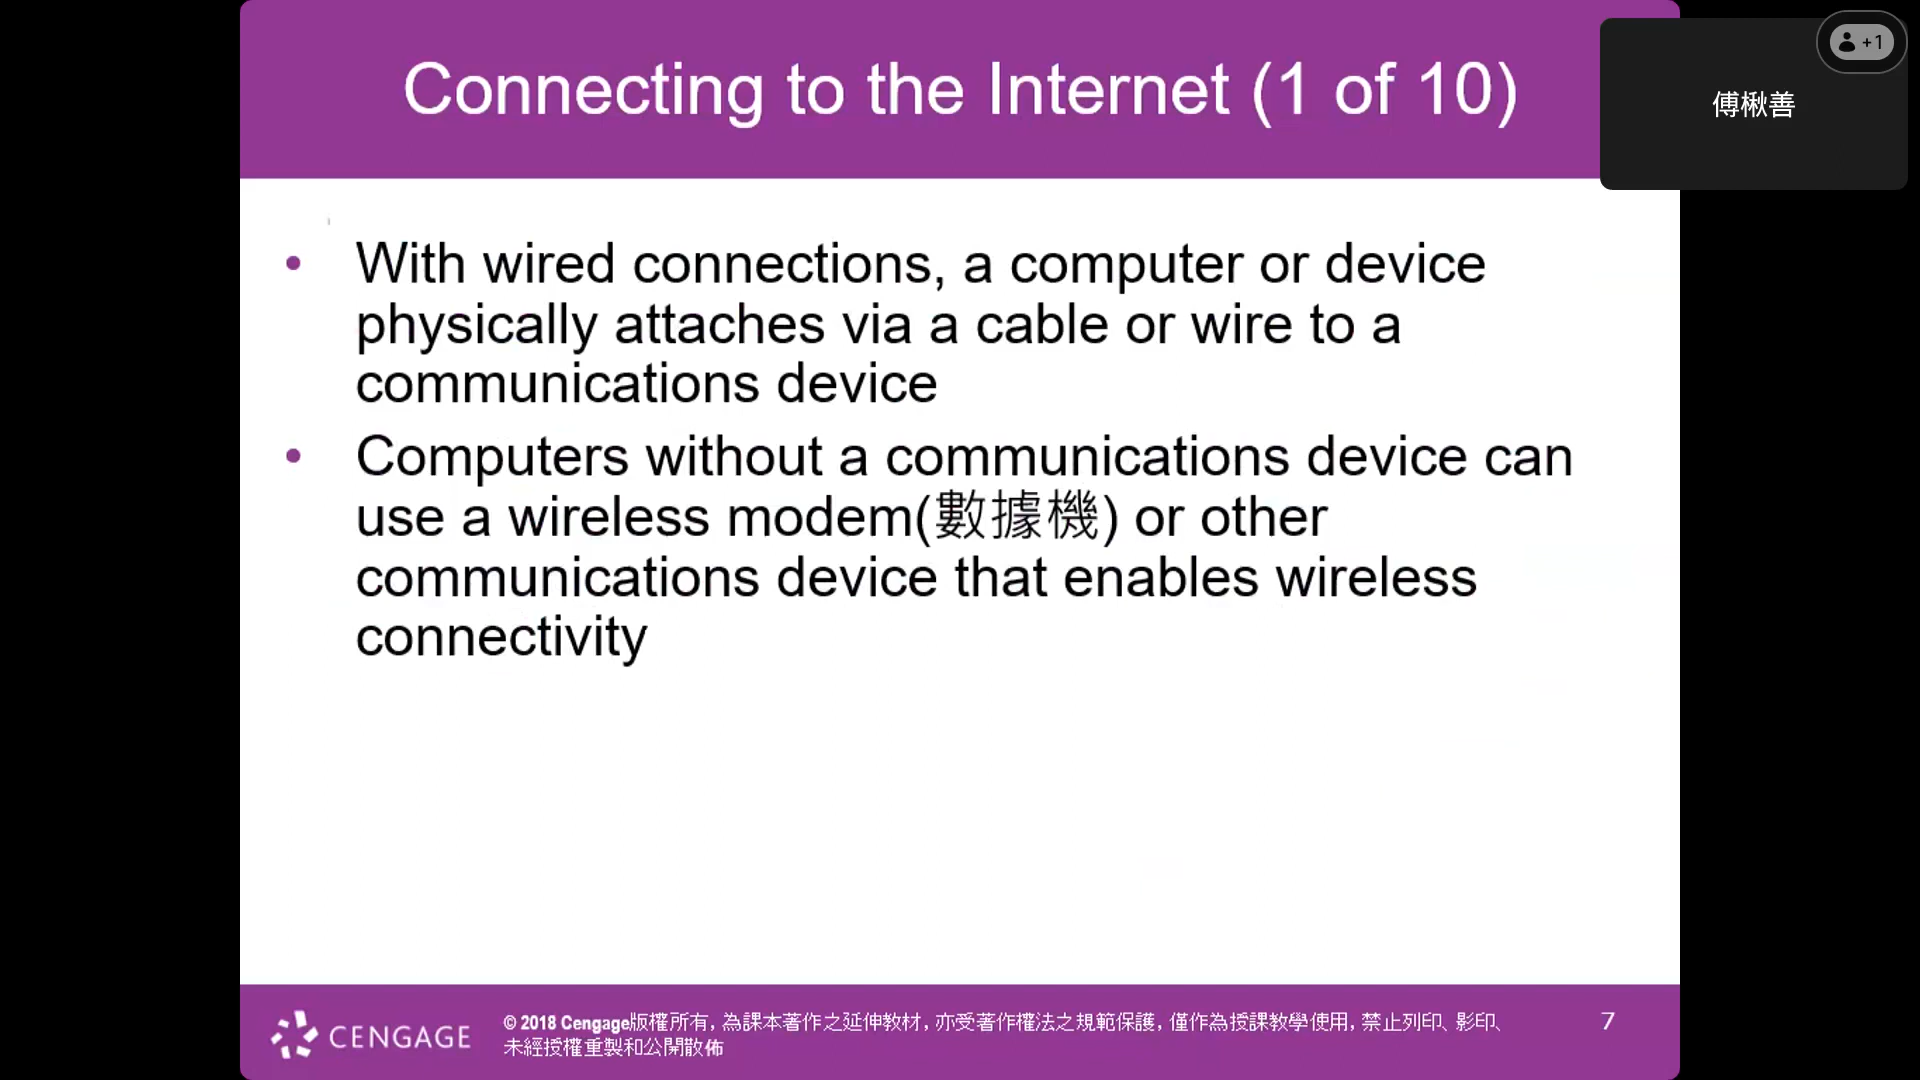 Connecting to the Internet (1 of 10)
+1
傅楸善
• With wired connections, a computer or device
physically attaches via a cable or wire to a
communications device
• Computers without a communications device can
use a wireless modem(數據機) or other
communications device that enables wireless
connectivity
CENGAGE
© 2018 Cengage版權所有, 為課本著作之延伸教材, 亦受著作權法之規範保護, 僅作為授課教學使用, 禁止列印、影印、
未經授權重製和公開散佈
7